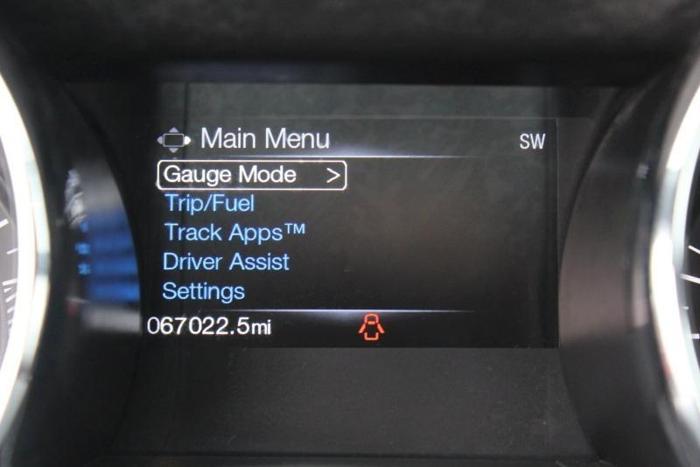 Main Menu SW
Gauge Mode >
Trip/Fuel
Track Apps™
Driver Assist
Settings
067022.5mi